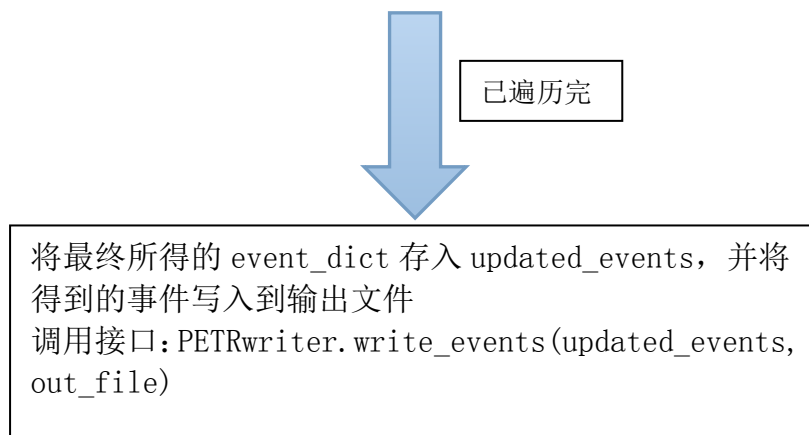 已遍历完
将最终所得的 event_dict 存入 updated_events，并将
得到的事件写入到输出文件
调用接口：PETRwriter.write_events(updated_events,
out_file)